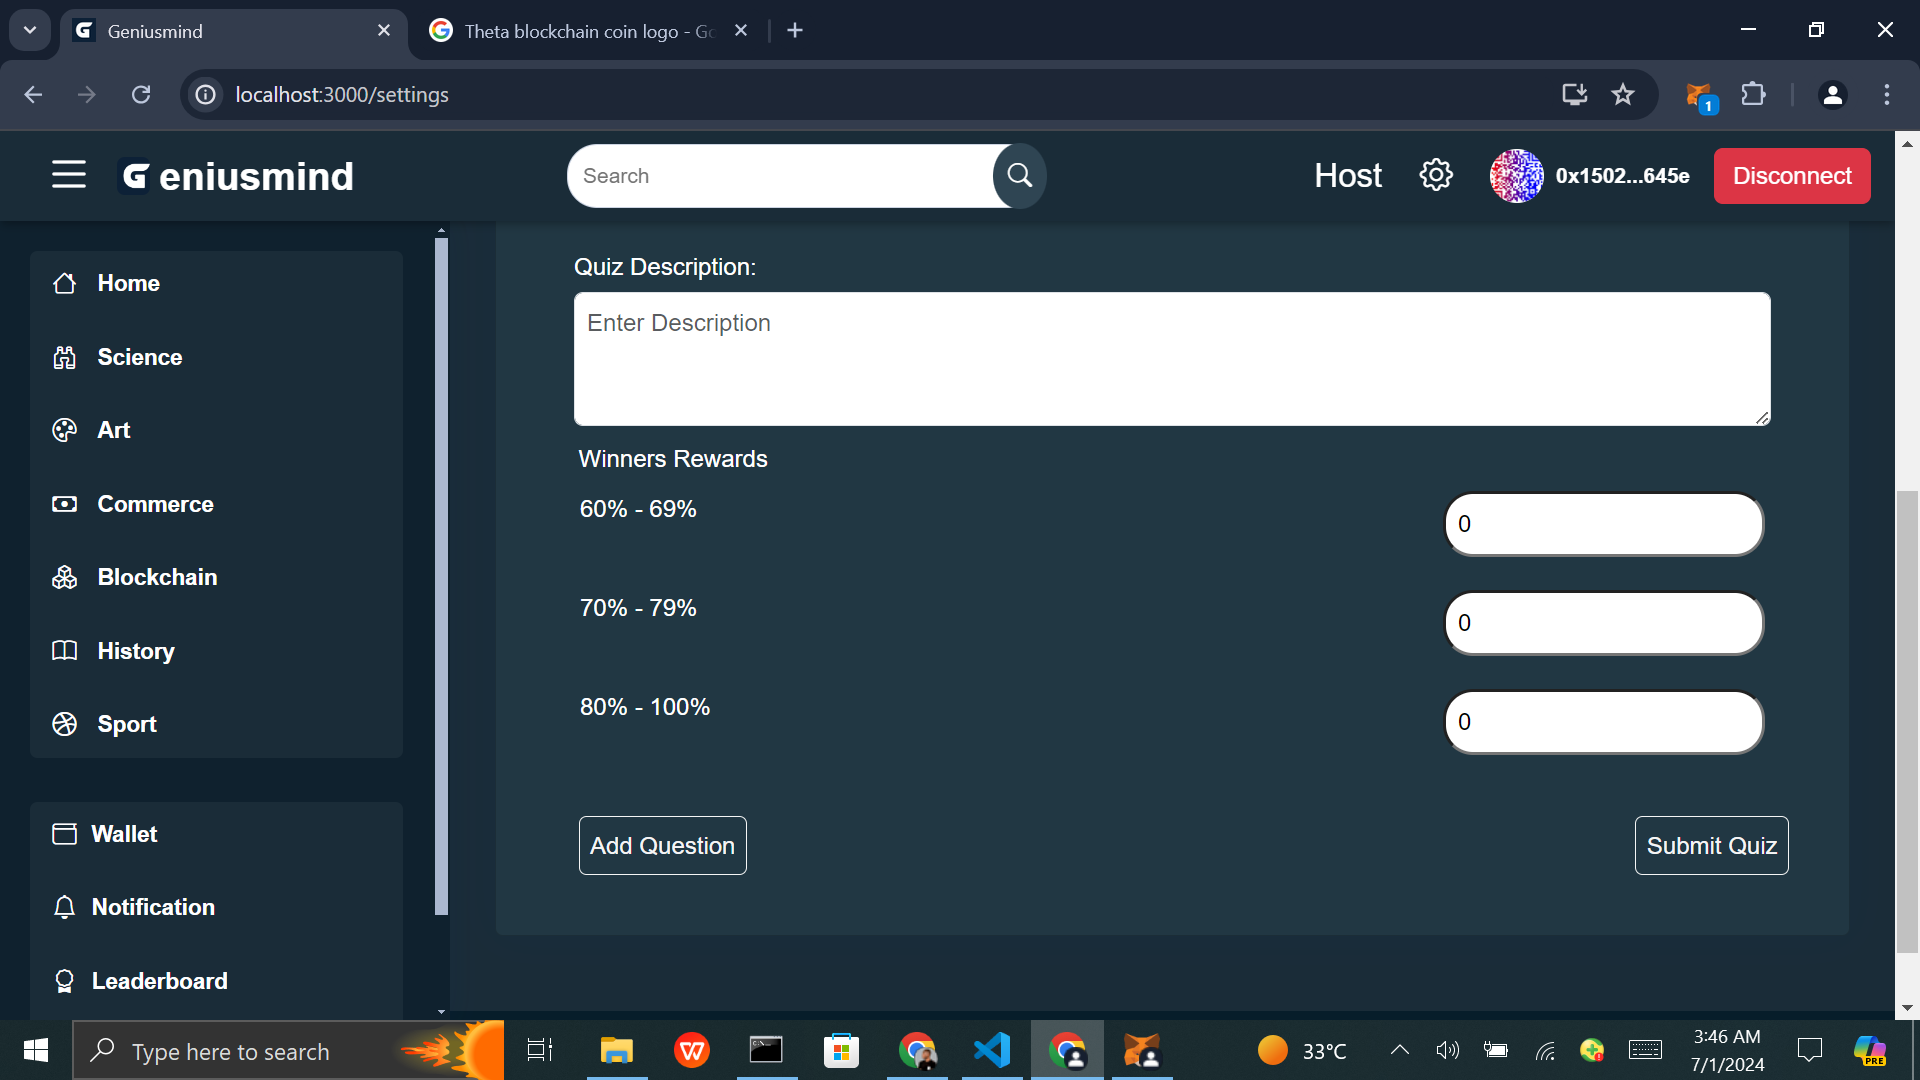 Geniusmind
Theta blockchain coin logo - Go
localhost:3000/settings
1
G eniusmind
Search
Host
0x1502...645e
Disconnect
Home
Science
Art
Commerce
Blockchain
History
Sport
Wallet
Notification
Leaderboard
Quiz Description:
Enter Description
Winners Rewards
60% - 69%
0
70% - 79%
0
80% - 100%
0
Add Question
Submit Quiz
Type here to search
33°C
3:46 AM
7/1/2024
PRE